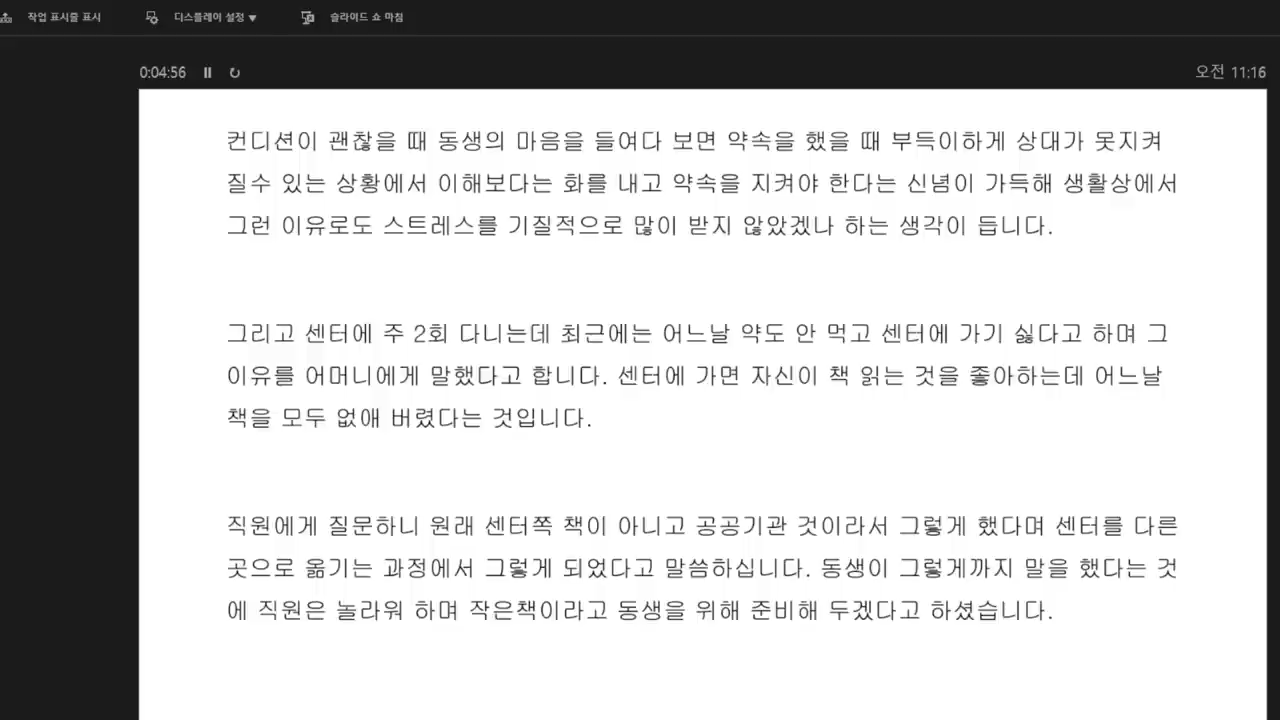 작업 표시줄 표시 디스플레이 설정 ▼ 슬라이드 쇼 마침
0:04:56 오전 11:16
컨디션이 괜찮을 때 동생의 마음을 들여다 보면 약속을 했을 때 부득이하게 상대가 못지켜
질수 있는 상황에서 이해보다는 화를 내고 약속을 지켜야 한다는 신념이 가득해 생활상에서
그런 이유로도 스트레스를 기질적으로 많이 받지 않았겠나 하는 생각이 듭니다.
그리고 센터에 주 2회 다니는데 최근에는 어느날 약도 안 먹고 센터에 가기 싫다고 하며 그
이유를 어머니에게 말했다고 합니다. 센터에 가면 자신이 책 읽는 것을 좋아하는데 어느날
책을 모두 없애 버렸다는 것입니다.
직원에게 질문하니 원래 센터쪽 책이 아니고 공공기관 것이라서 그렇게 했다며 센터를 다른
곳으로 옮기는 과정에서 그렇게 되었다고 말씀하십니다. 동생이 그렇게까지 말을 했다는 것
에 직원은 놀라워 하며 작은책이라고 동생을 위해 준비해 두겠다고 하셨습니다.